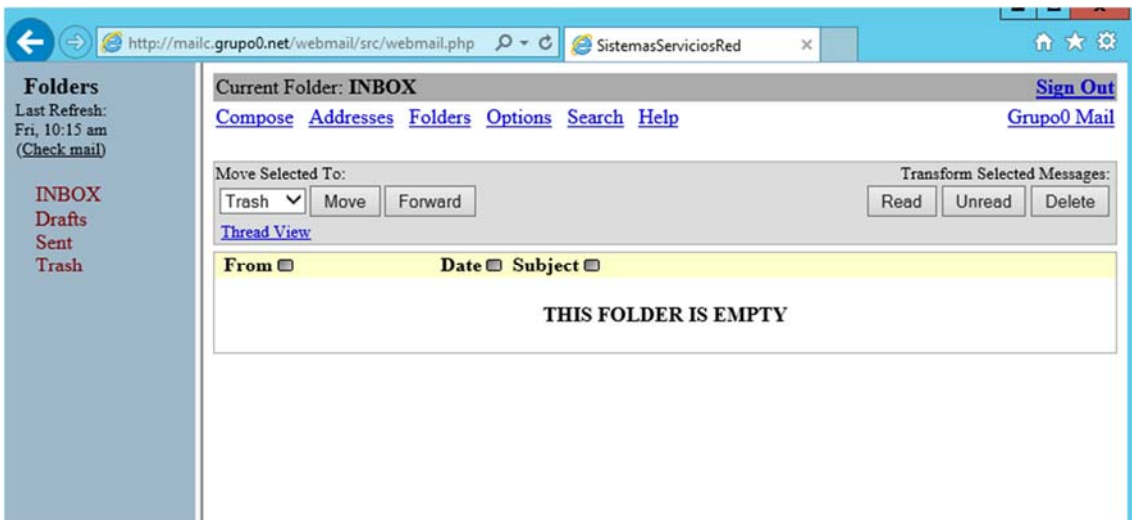 http://mailc.grupo0.net/webmail/src/webmail.php
SistemasServiciosRed
Folders
Last Refresh:
Fri, 10:15 am
(Check mail)
INBOX
Drafts
Sent
Trash
Current Folder: INBOX Sign Out
Compose Addresses Folders Options Search Help Grupo0 Mail
Move Selected To: Transform Selected Messages:
Trash Move Forward Read Unread Delete
Thread View
From Date Subject
THIS FOLDER IS EMPTY